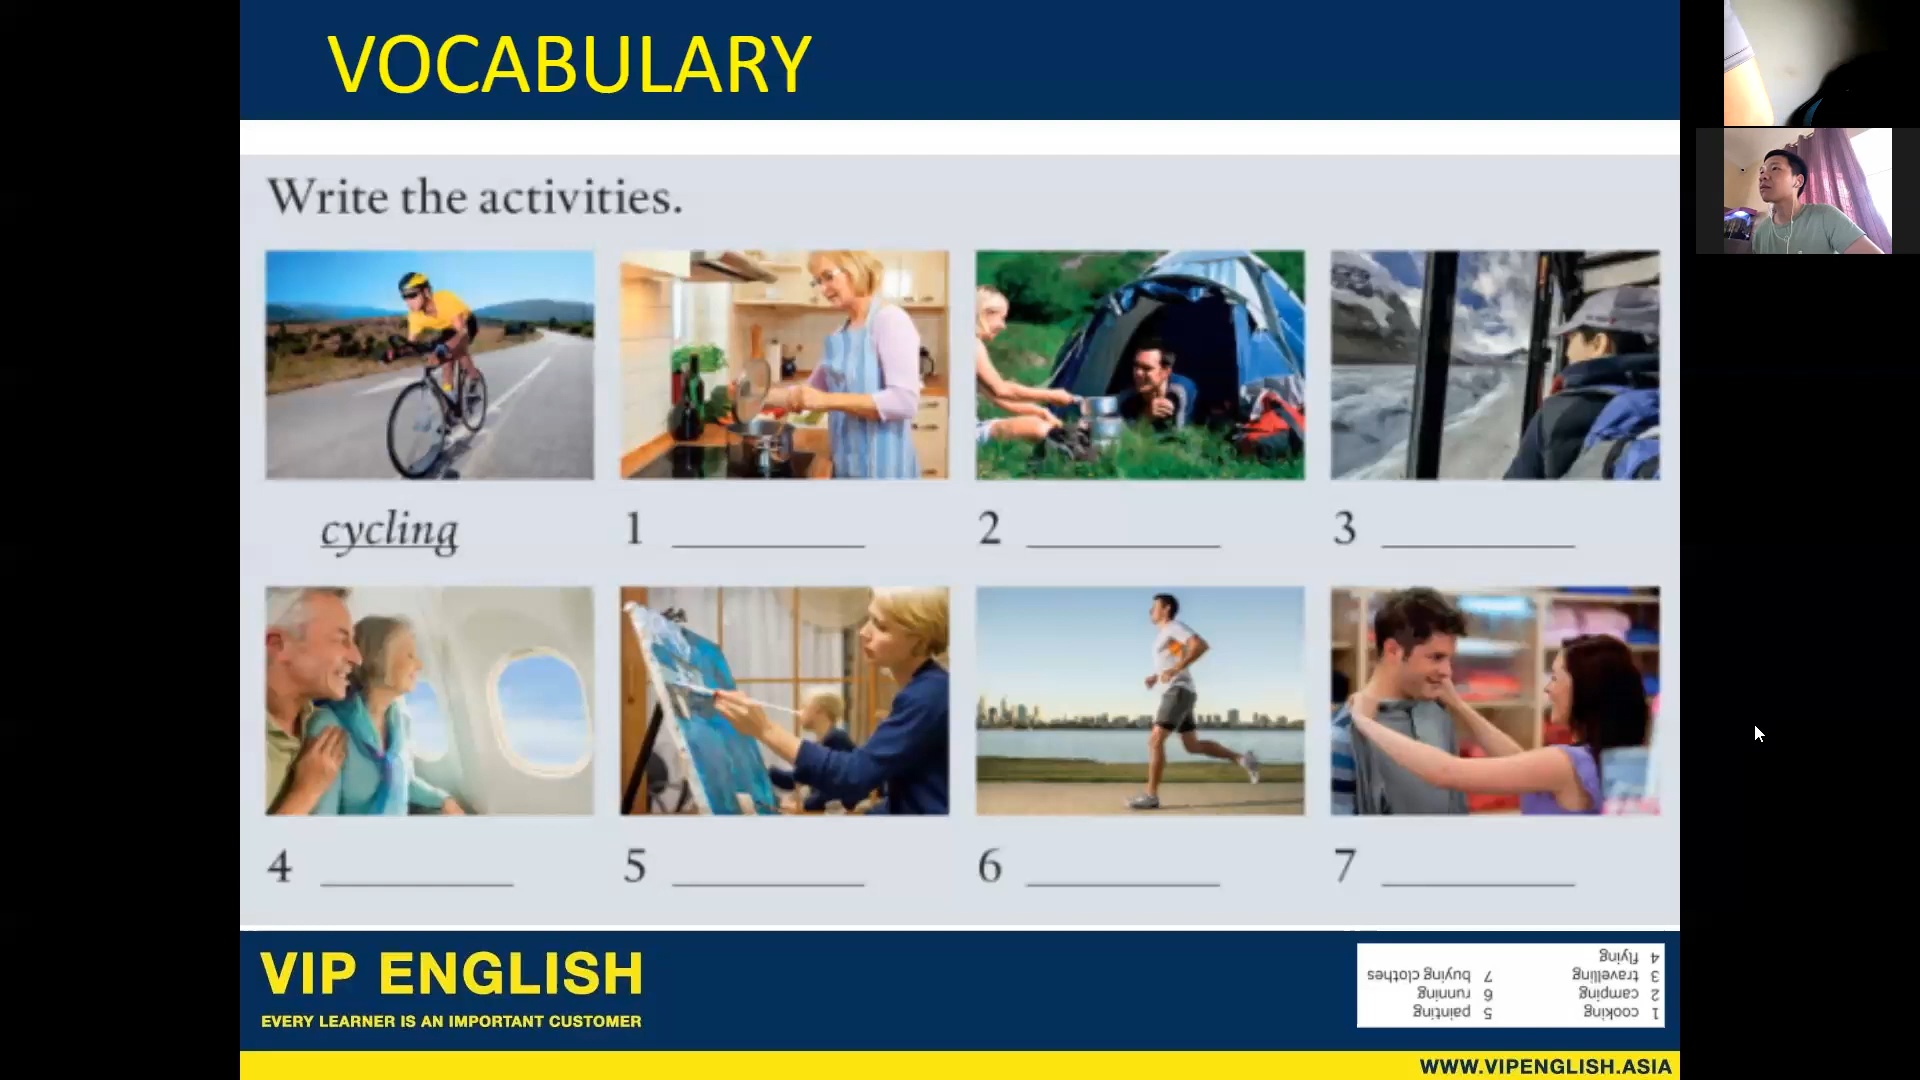 VOCABULARY
Write the activities.
cycling 1 2 3
4 5 6 7
VIP ENGLISH
EVERY LEARNER IS AN IMPORTANT CUSTOMER
1 cooking 5 painting
2 camping 6 running
3 travelling 7 buying clothes
4 flying
WWW.VIPENGLISH.ASIA